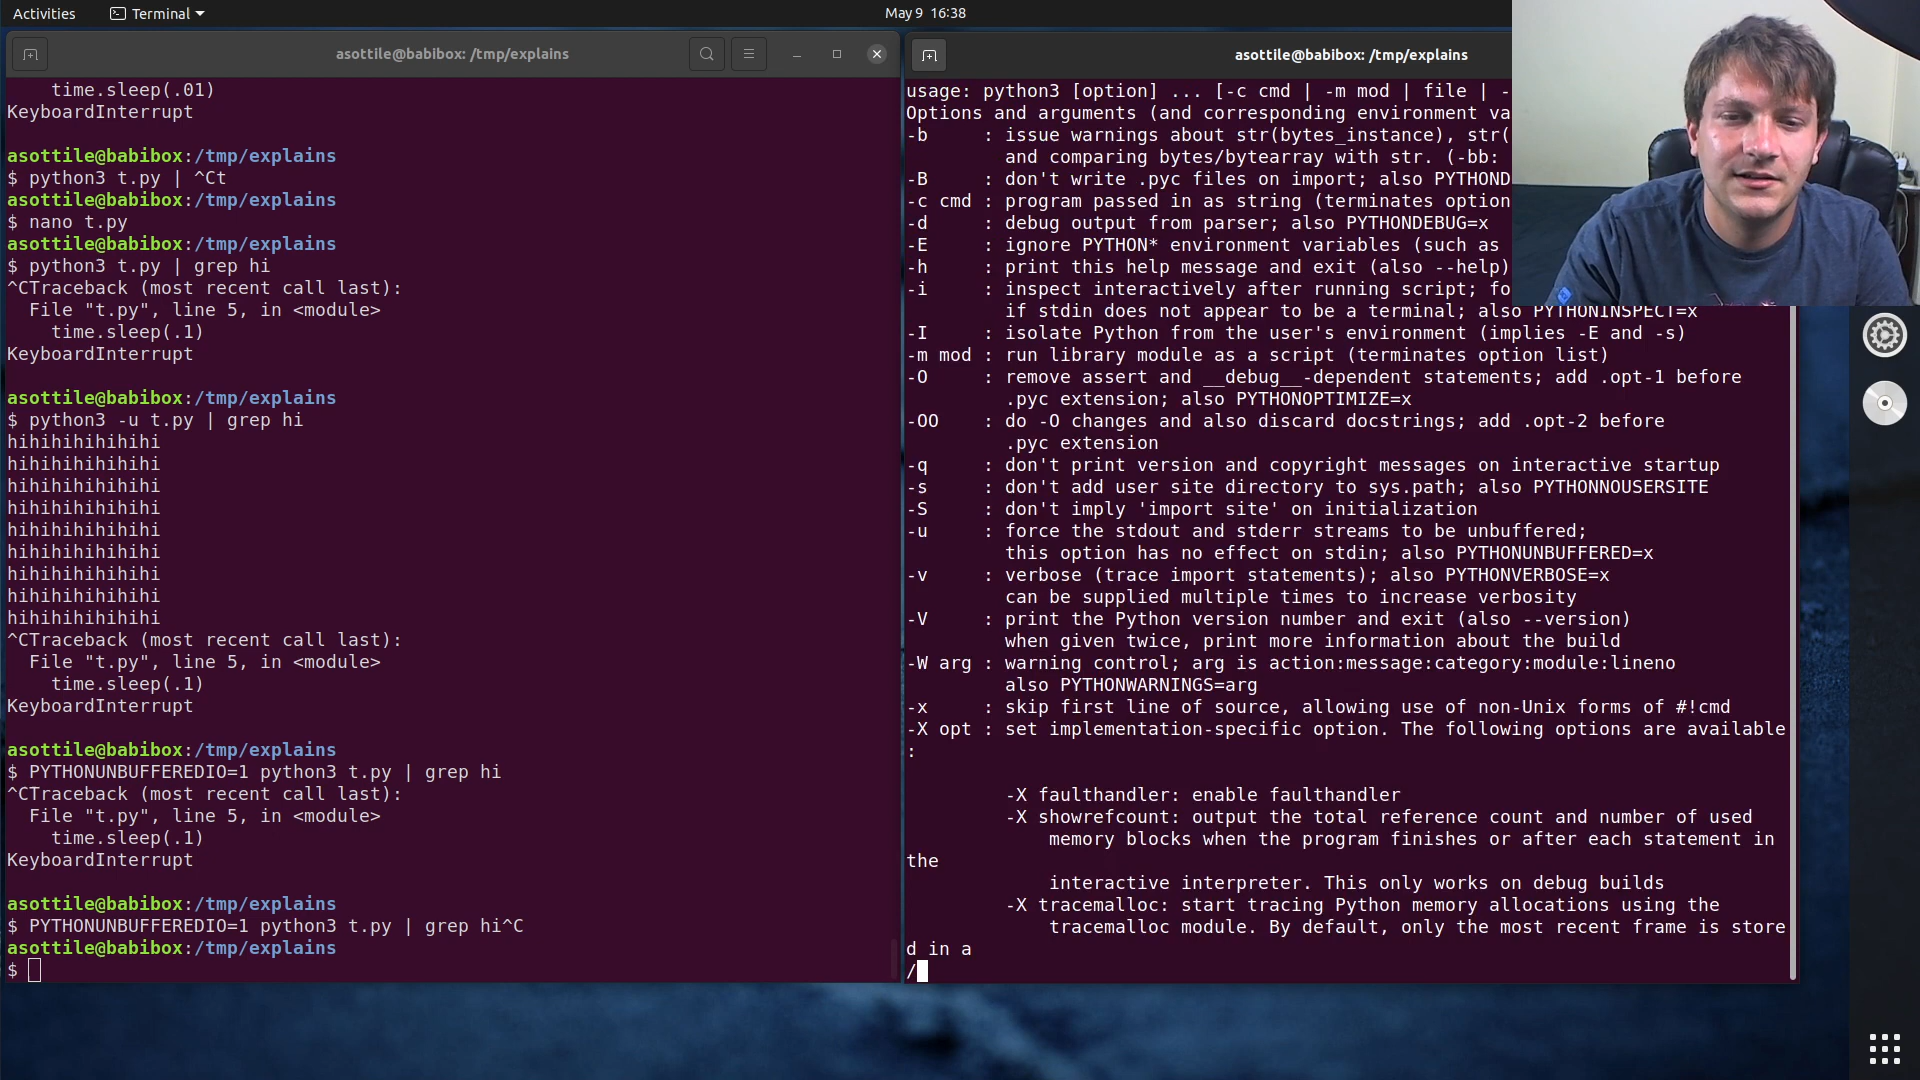 Activities
Terminal
May 9 16:38
asottile@babibox: /tmp/explains
time.sleep(.01)
KeyboardInterrupt
asottile@babibox:/tmp/explains
$ python3 t.py | ^Ct
asottile@babibox:/tmp/explains
$ nano t.py
asottile@babibox:/tmp/explains
$ python3 t.py | grep hi
^CTraceback (most recent call last):
File "t.py", line 5, in <module>
time.sleep(.1)
KeyboardInterrupt
asottile@babibox:/tmp/explains
$ python3 -u t.py | grep hi
hihihihihihihi
hihihihihihihi
hihihihihihihi
hihihihihihihi
hihihihihihihi
hihihihihihihi
hihihihihihihi
hihihihihihihi
hihihihihihihi
^CTraceback (most recent call last):
File "t.py", line 5, in <module>
time.sleep(.1)
KeyboardInterrupt
asottile@babibox:/tmp/explains
$ PYTHONUNBUFFEREDIO=1 python3 t.py | grep hi
^CTraceback (most recent call last):
File "t.py", line 5, in <module>
time.sleep(.1)
KeyboardInterrupt
asottile@babibox:/tmp/explains
$ PYTHONUNBUFFEREDIO=1 python3 t.py | grep hi^C
asottile@babibox:/tmp/explains
$
asottile@babibox: /tmp/explains
usage: python3 [option] ... [-c cmd | -m mod | file | -
Options and arguments (and corresponding environment va
-b : issue warnings about str(bytes_instance), str(
and comparing bytes/bytearray with str. (-bb:
-B : don't write .pyc files on import; also PYTHOND
-c cmd : program passed in as string (terminates option
-d : debug output from parser; also PYTHONDEBUG=x
-E : ignore PYTHON* environment variables (such as
-h : print this help message and exit (also --help)
-i : inspect interactively after running script; fo
if stdin does not appear to be a terminal; also PYTHONINSPECT=x
-I : isolate Python from the user's environment (implies -E and -s)
-m mod : run library module as a script (terminates option list)
-O : remove assert and __debug__-dependent statements; add .opt-1 before
.pyc extension; also PYTHONOPTIMIZE=x
-OO : do -O changes and also discard docstrings; add .opt-2 before
.pyc extension
-q : don't print version and copyright messages on interactive startup
-s : don't add user site directory to sys.path; also PYTHONNOUSERSITE
-S : don't imply 'import site' on initialization
-u : force the stdout and stderr streams to be unbuffered;
this option has no effect on stdin; also PYTHONUNBUFFERED=x
-v : verbose (trace import statements); also PYTHONVERBOSE=x
can be supplied multiple times to increase verbosity
-V : print the Python version number and exit (also --version)
when given twice, print more information about the build
-W arg : warning control; arg is action:message:category:module:lineno
also PYTHONWARNINGS=arg
-x : skip first line of source, allowing use of non-Unix forms of #!cmd
-X opt : set implementation-specific option. The following options are available
:
-X faulthandler: enable faulthandler
-X showrefcount: output the total reference count and number of used
memory blocks when the program finishes or after each statement in
the
interactive interpreter. This only works on debug builds
-X tracemalloc: start tracing Python memory allocations using the
tracemalloc module. By default, only the most recent frame is store
d in a
/